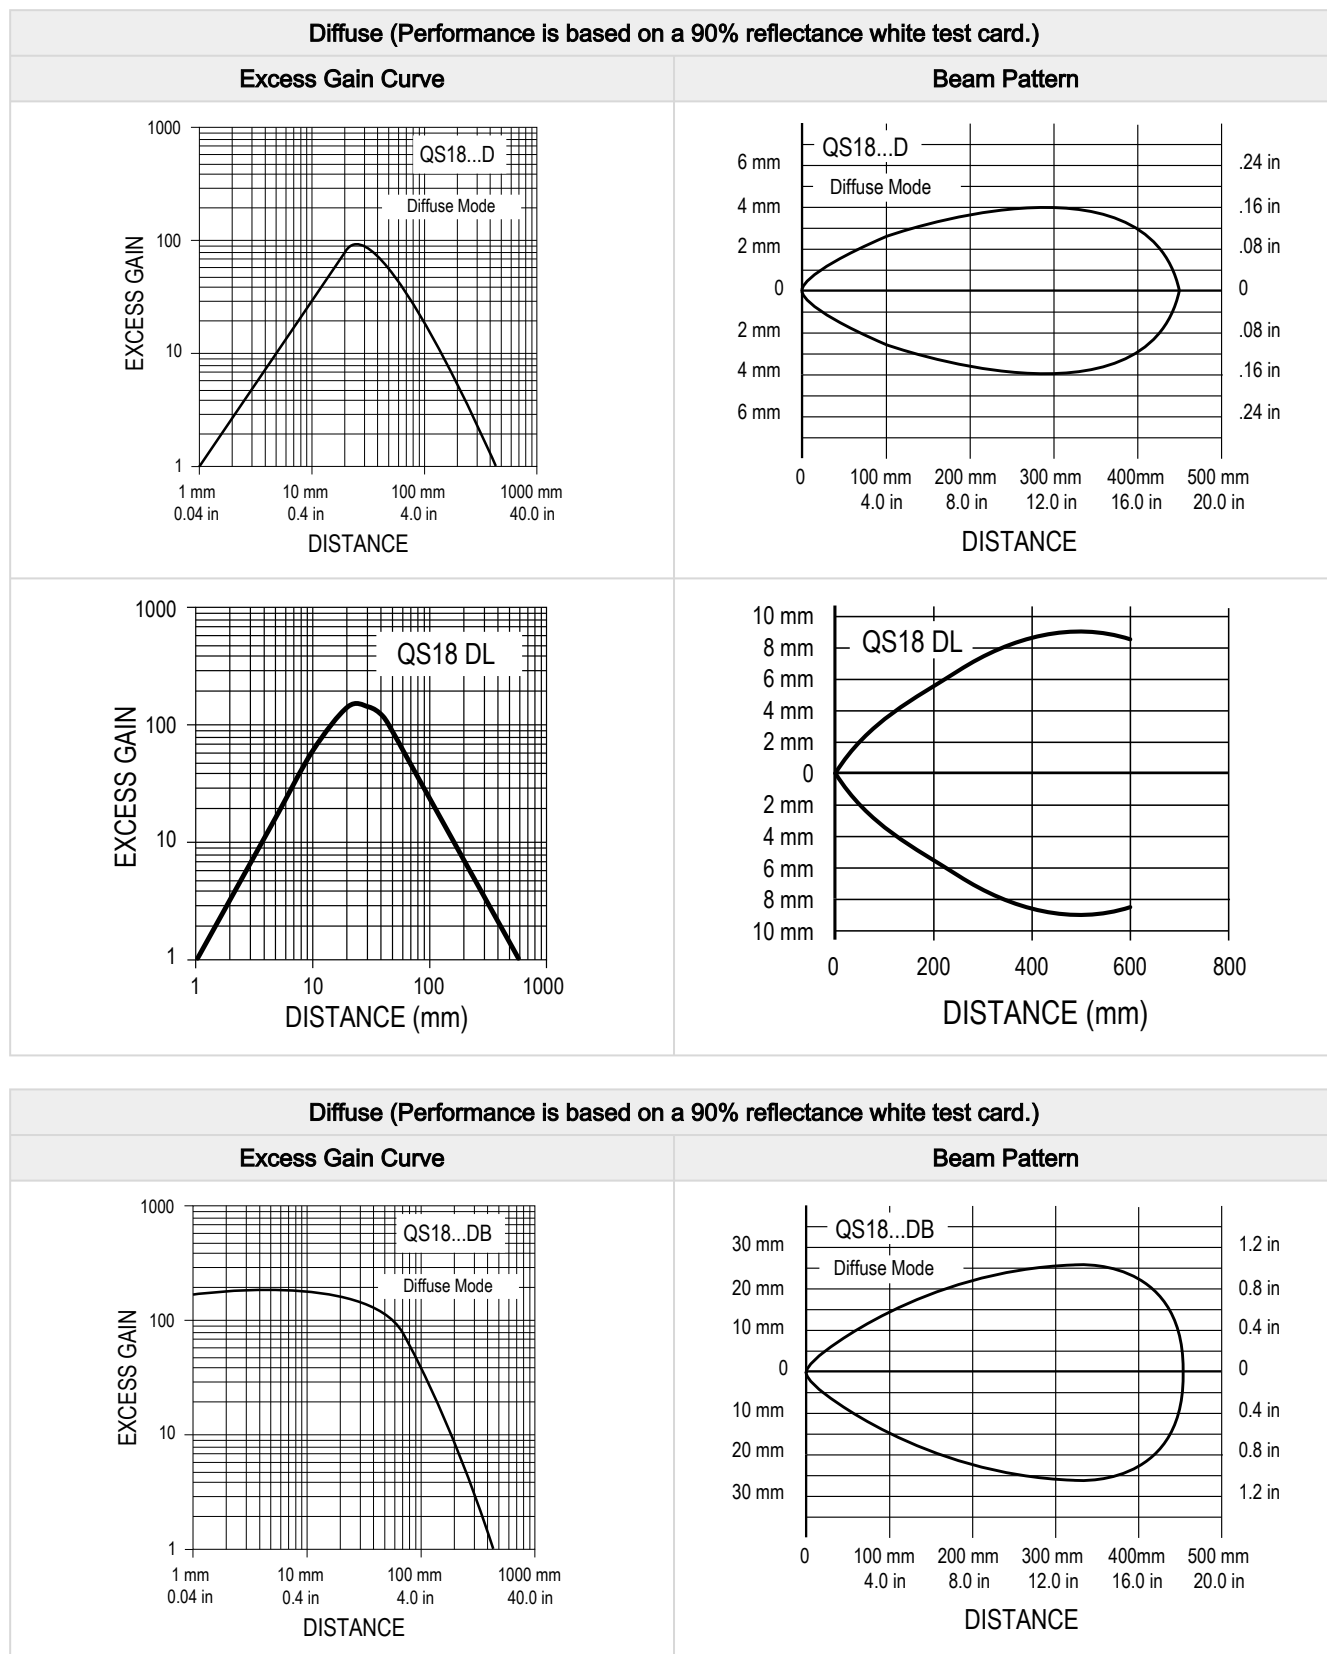 Diffuse (Performance is based on a 90% reflectance white test card.)
Excess Gain Curve
Beam Pattern
1000
100
10
1
EXCESS GAIN
QS18...D
Diffuse Mode
1 mm 10 mm 100 mm 1000 mm
0.04 in 0.4 in 4.0 in 40.0 in
DISTANCE
QS18...D
Diffuse Mode
6 mm .24 in
4 mm .16 in
2 mm .08 in
0 0
2 mm .08 in
4 mm .16 in
6 mm .24 in
0 100 mm 200 mm 300 mm 400mm 500 mm
4.0 in 8.0 in 12.0 in 16.0 in 20.0 in
DISTANCE
1000
100
10
1
EXCESS GAIN
QS18 DL
1 10 100 1000
DISTANCE (mm)
QS18 DL
10 mm
8 mm
6 mm
4 mm
2 mm
0
2 mm
4 mm
6 mm
8 mm
10 mm
0 200 400 600 800
DISTANCE (mm)
Diffuse (Performance is based on a 90% reflectance white test card.)
Excess Gain Curve
Beam Pattern
1000
100
10
1
EXCESS GAIN
QS18...DB
Diffuse Mode
1 mm 10 mm 100 mm 1000 mm
0.04 in 0.4 in 4.0 in 40.0 in
DISTANCE
QS18...DB
Diffuse Mode
30 mm 1.2 in
20 mm 0.8 in
10 mm 0.4 in
0 0
10 mm 0.4 in
20 mm 0.8 in
30 mm 1.2 in
0 100 mm 200 mm 300 mm 400mm 500 mm
4.0 in 8.0 in 12.0 in 16.0 in 20.0 in
DISTANCE